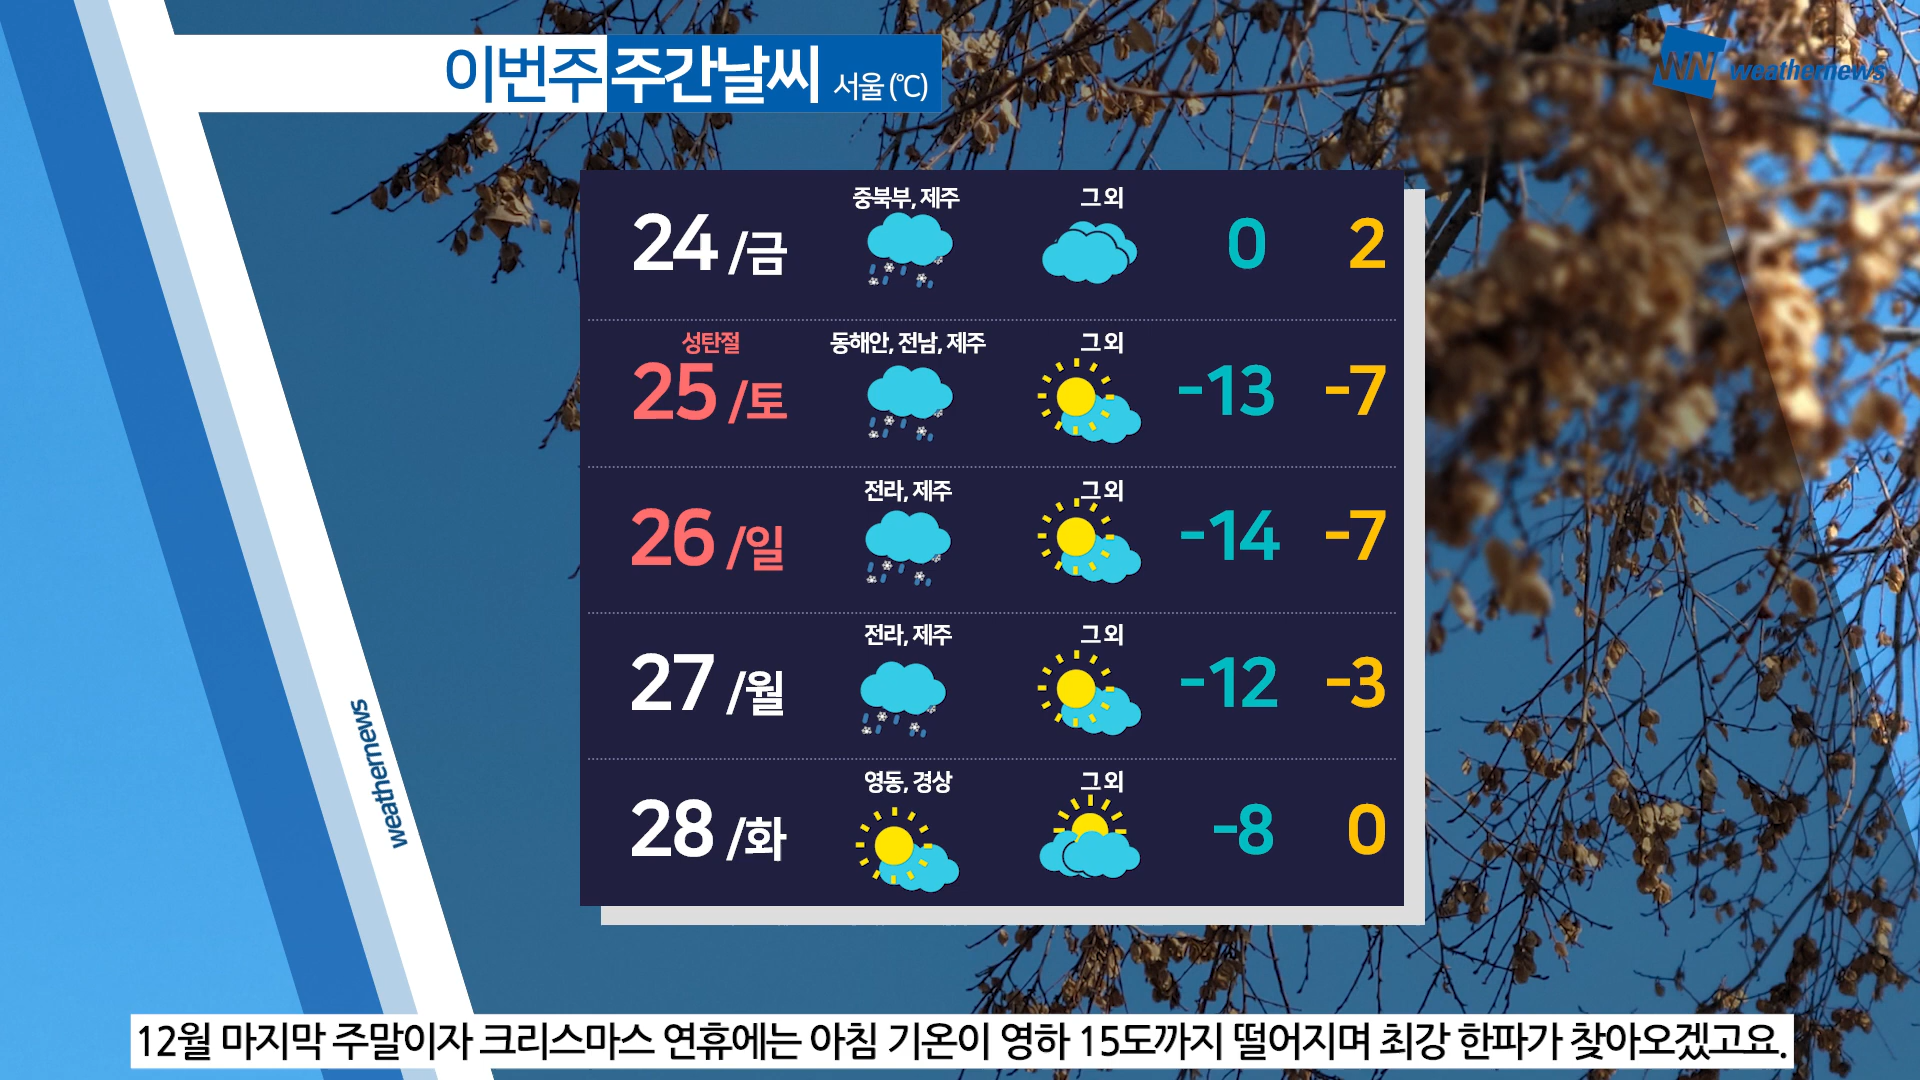 이번주 주간날씨 서울 (℃)
weathernews
중북부, 제주 그 외
24 /금 0 2
성탄절 동해안, 전남, 제주 그 외
25 /토 -13 -7
전라, 제주 그 외
26 /일 -14 -7
전라, 제주 그 외
27 /월 -12 -3
영동, 경상 그 외
28 /화 -8 0
weathernews
12월 마지막 주말이자 크리스마스 연휴에는 아침 기온이 영하 15도까지 떨어지며 최강 한파가 찾아오겠고요.